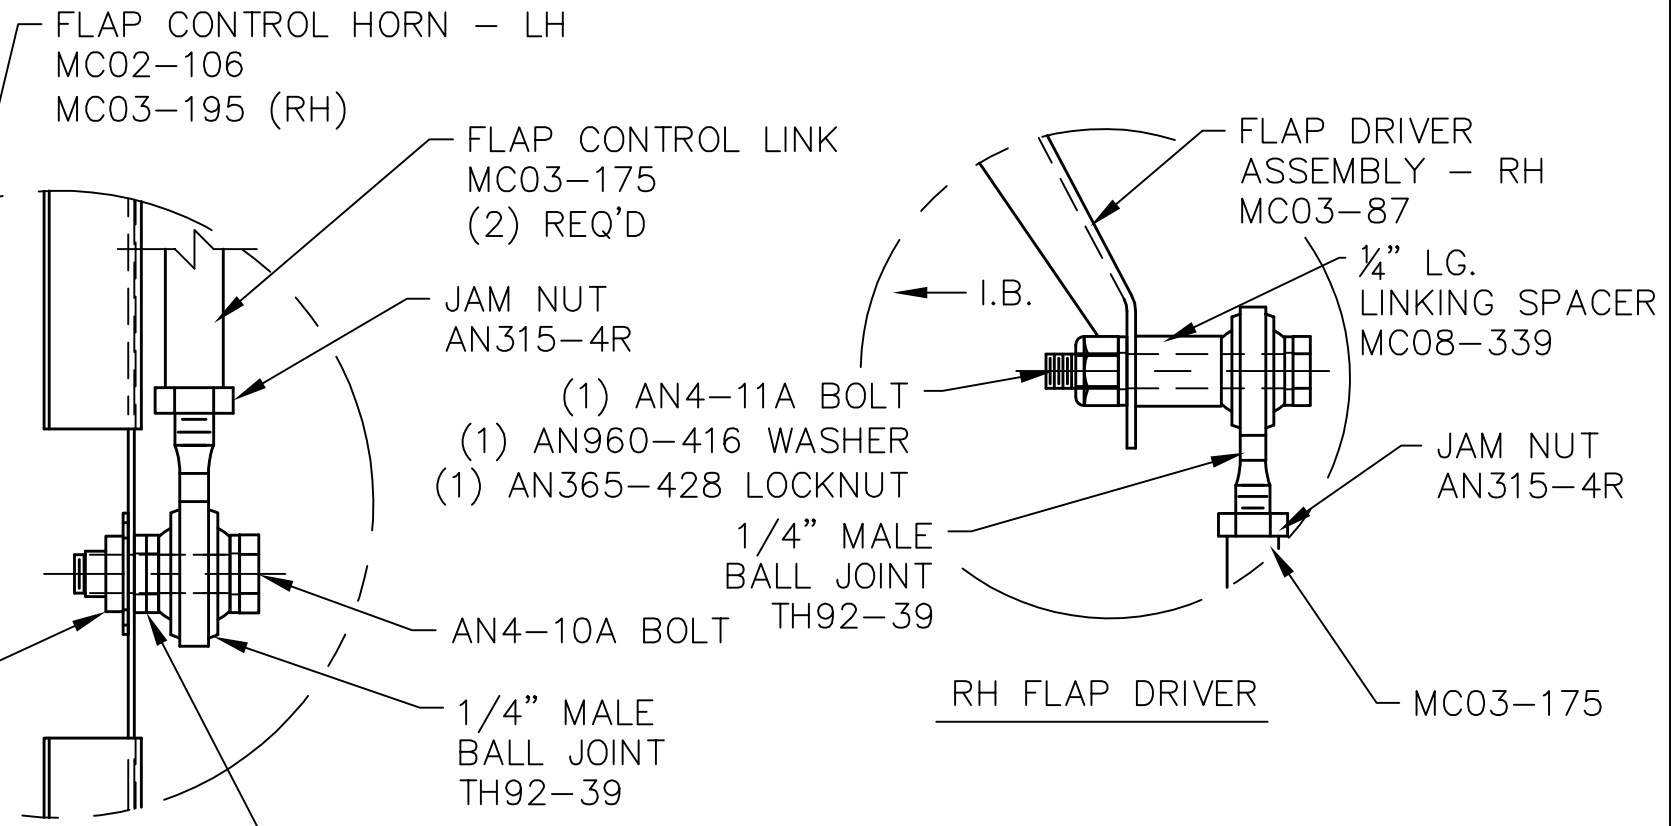 FLAP CONTROL HORN – LH
MC02–106
MC03–195 (RH)
FLAP CONTROL LINK
MC03–175
(2) REQ'D
JAM NUT
AN315–4R
AN4–10A BOLT
1/4" MALE
BALL JOINT
TH92–39
FLAP DRIVER
ASSEMBLY – RH
MC03–87
¼" LG.
LINKING SPACER
MC08–339
I.B.
(1) AN4–11A BOLT
(1) AN960–416 WASHER
(1) AN365–428 LOCKNUT
1/4" MALE
BALL JOINT
TH92–39
JAM NUT
AN315–4R
MC03–175
RH FLAP DRIVER